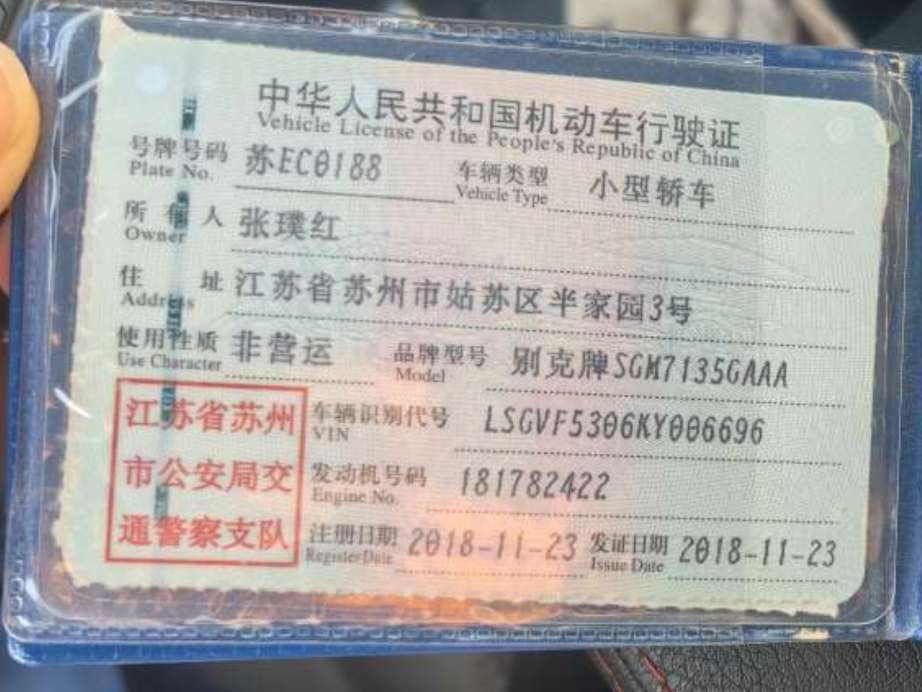 中华人民共和国机动车行驶证
Vehicle License of the People's Republic of China
号牌号码 苏EC0188 车辆类型 小型轿车
Plate No. Vehicle Type
所有人 张璞红
Owner
住址 江苏省苏州市姑苏区半家园3号
Address
使用性质 非营运 品牌型号 别克牌SGM7135GAAA
Use Character Model
江苏省苏州 车辆识别代号 LSGVF5306KY006696
VIN
市公安局交 发动机号码 181782422
Engine No.
通警察支队 注册日期 2018-11-23 发证日期 2018-11-23
Register Date Issue Date